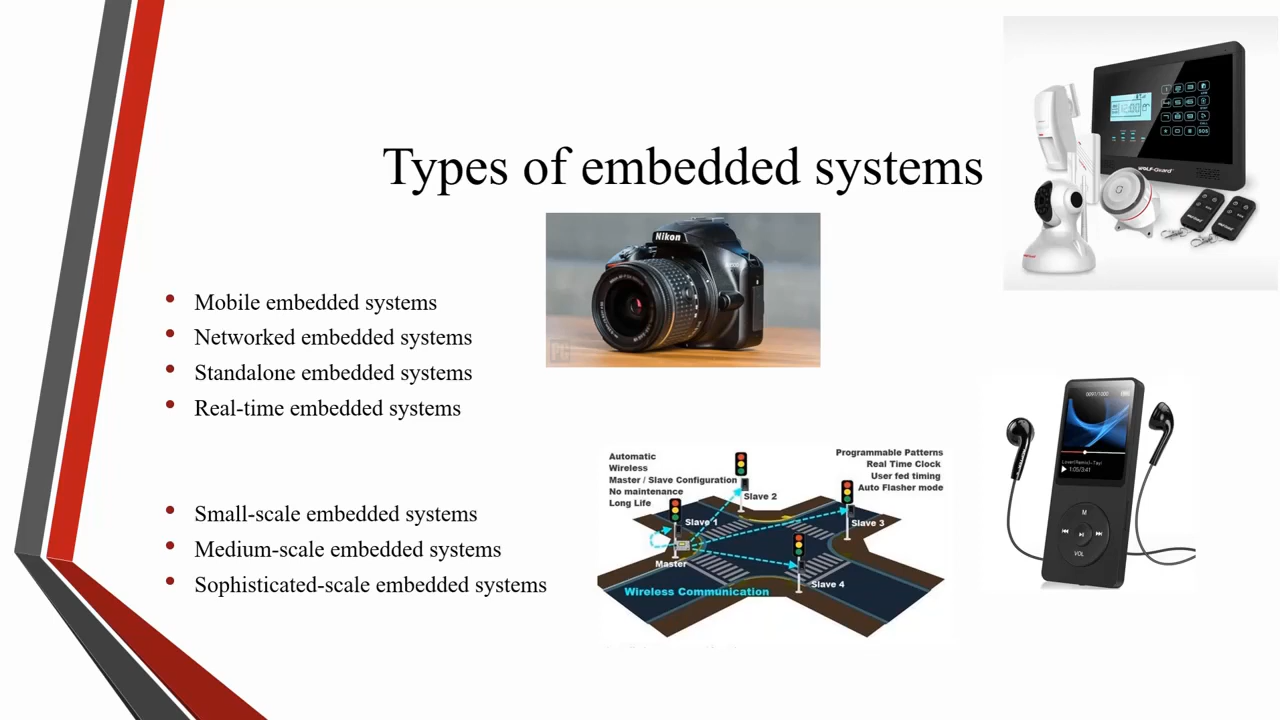 Types of embedded systems
WOLF-Guard
Nikon
Mobile embedded systems
Networked embedded systems
Standalone embedded systems
Real-time embedded systems
Small-scale embedded systems
Medium-scale embedded systems
Sophisticated-scale embedded systems
Automatic
Wireless
Master / Slave Configuration
No maintenance
Long Life
Programmable Patterns
Real Time Clock
User fed timing
Auto Flasher mode
Slave 2
Slave 1
Slave 3
Master
Slave 4
Wireless Communication
M
VOL